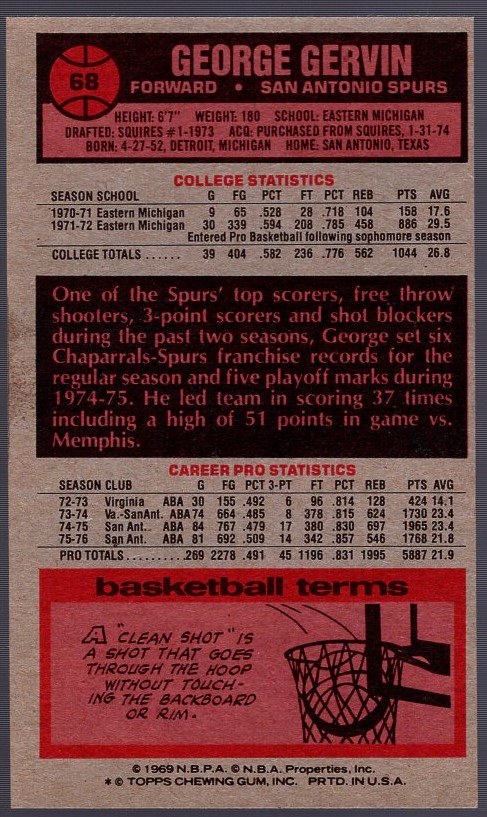 68
GEORGE GERVIN
FORWARD • SAN ANTONIO SPURS
HEIGHT: 6'7" WEIGHT: 180 SCHOOL: EASTERN MICHIGAN
DRAFTED: SQUIRES #1-1973 ACQ: PURCHASED FROM SQUIRES, 1-31-74
BORN: 4-27-52, DETROIT, MICHIGAN HOME: SAN ANTONIO, TEXAS
COLLEGE STATISTICS
SEASON SCHOOL G FG PCT FT PCT REB PTS AVG
1970-71 Eastern Michigan 9 65 .528 28 .718 104 158 17.6
1971-72 Eastern Michigan 30 339 .594 208 .785 458 886 29.5
Entered Pro Basketball following sophomore season
COLLEGE TOTALS ...... 39 404 .582 236 .776 562 1044 26.8
One of the Spurs' top scorers, free throw
shooters, 3-point scorers and shot blockers
during the past two seasons, George set six
Chaparrals-Spurs franchise records for the
regular season and five playoff marks during
1974-75. He led team in scoring 37 times
including a high of 51 points in game vs.
Memphis.
CAREER PRO STATISTICS
SEASON CLUB G FG PCT 3-PT FT PCT REB PTS AVG
72-73 Virginia ABA 30 155 .492 6 96 .814 128 424 14.1
73-74 Va.-SanAnt. ABA 74 664 .485 8 378 .815 624 1730 23.4
74-75 San Ant.. ABA 84 767 .479 17 380 .830 697 1965 23.4
75-76 San Ant. ABA 81 692 .509 14 342 .857 546 1768 21.8
PRO TOTALS..........269 2278 .491 45 1196 .831 1995 5887 21.9
basketball terms
A "CLEAN SHOT" IS
A SHOT THAT GOES
THROUGH THE HOOP
WITHOUT TOUCH-
ING THE BACKBOARD
OR RIM.
© 1969 N.B.P.A. © N.B.A. Properties, Inc.
* © TOPPS CHEWING GUM, INC. PRTD. IN U.S.A.